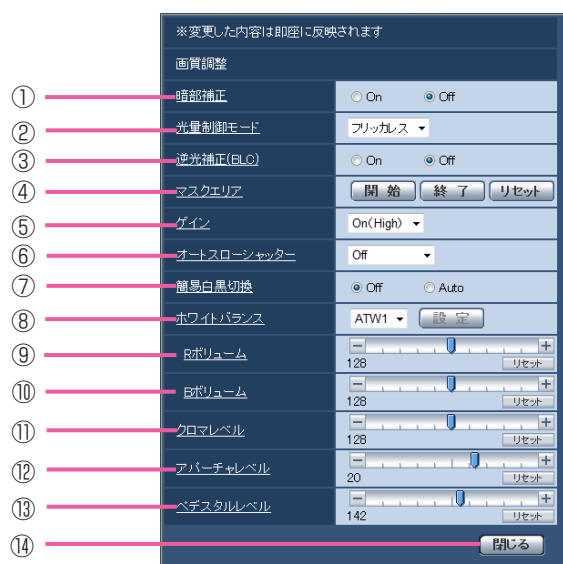 ※変更した内容は即座に反映されます
画質調整
① 暗部補正 On Off
② 光量制御モード フリッカレス
③ 逆光補正(BLC) On Off
④ マスクエリア 開始 終了 リセット
⑤ ゲイン On(High)
⑥ オートスローシャッター Off
⑦ 簡易白黒切換 Off Auto
⑧ ホワイトバランス ATW1 設定
⑨ Rボリューム − +
128 リセット
⑩ Bボリューム − +
128 リセット
⑪ クロマレベル − +
128 リセット
⑫ アパーチャレベル − +
20 リセット
⑬ ペデスタルレベル − +
142 リセット
⑭ 閉じる